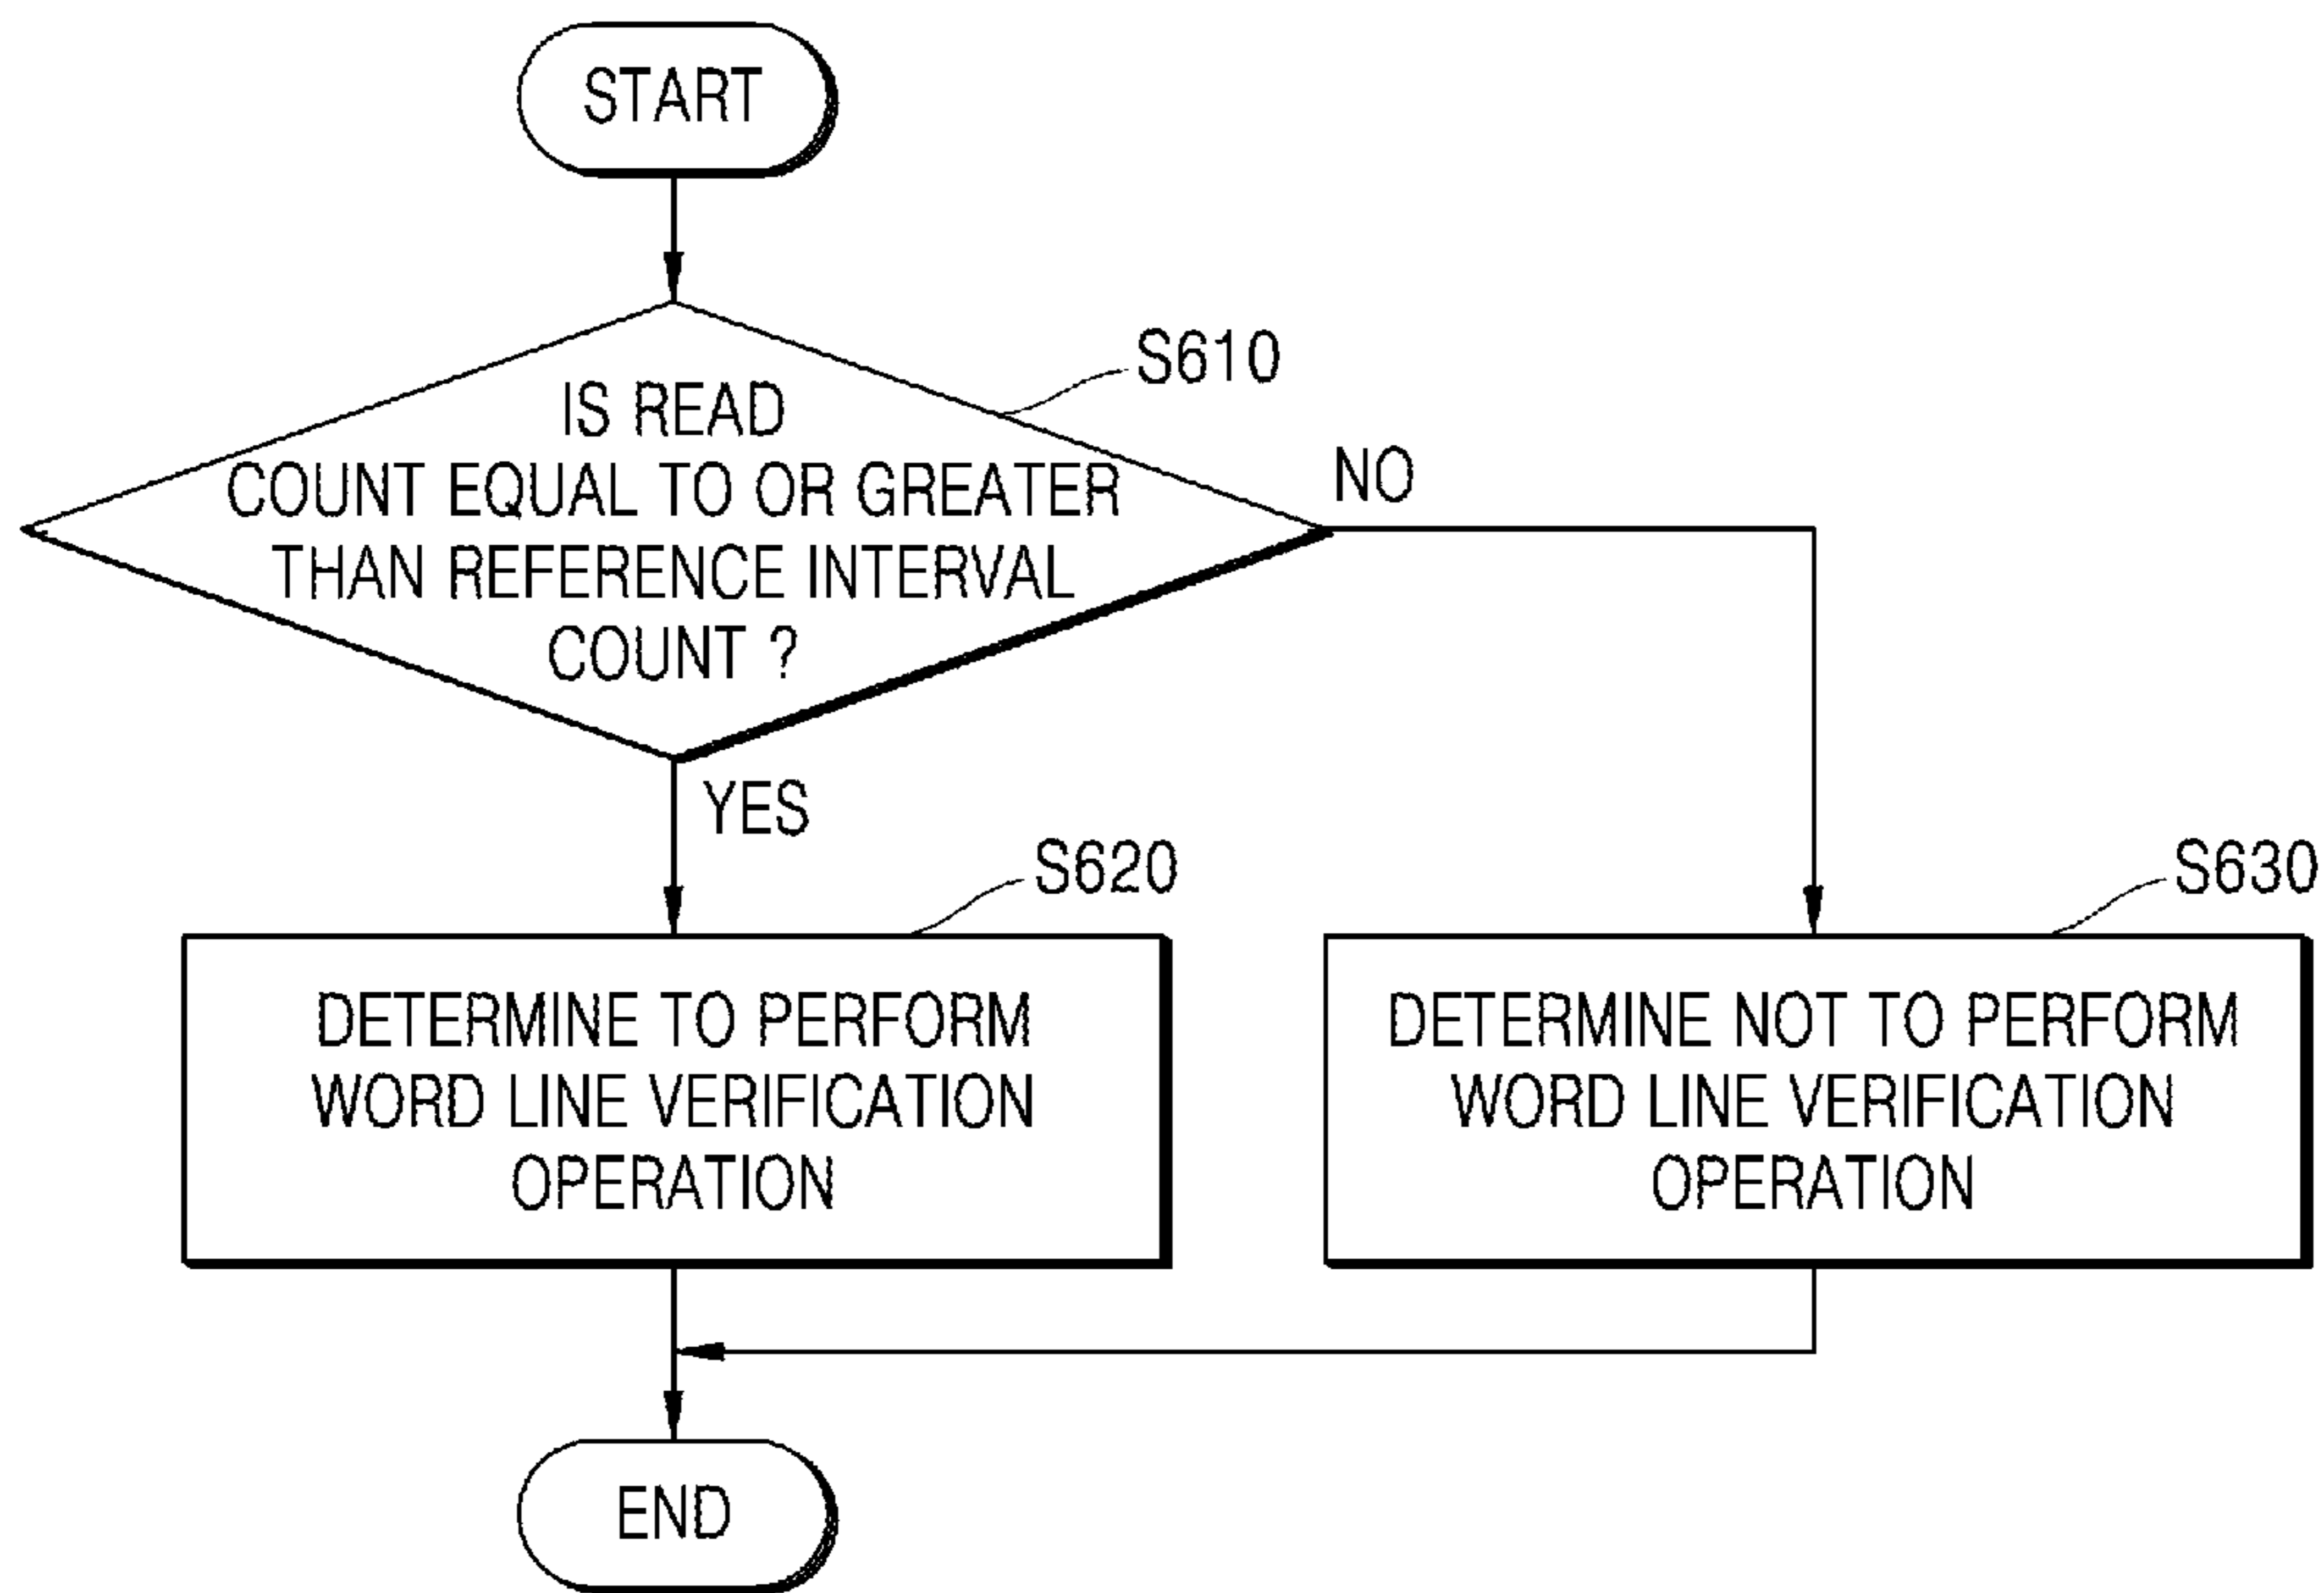 START
S610
IS READ
COUNT EQUAL TO OR GREATER
THAN REFERENCE INTERVAL
COUNT ?
NO
YES
S620
DETERMINE TO PERFORM
WORD LINE VERIFICATION
OPERATION
S630
DETERMINE NOT TO PERFORM
WORD LINE VERIFICATION
OPERATION
END